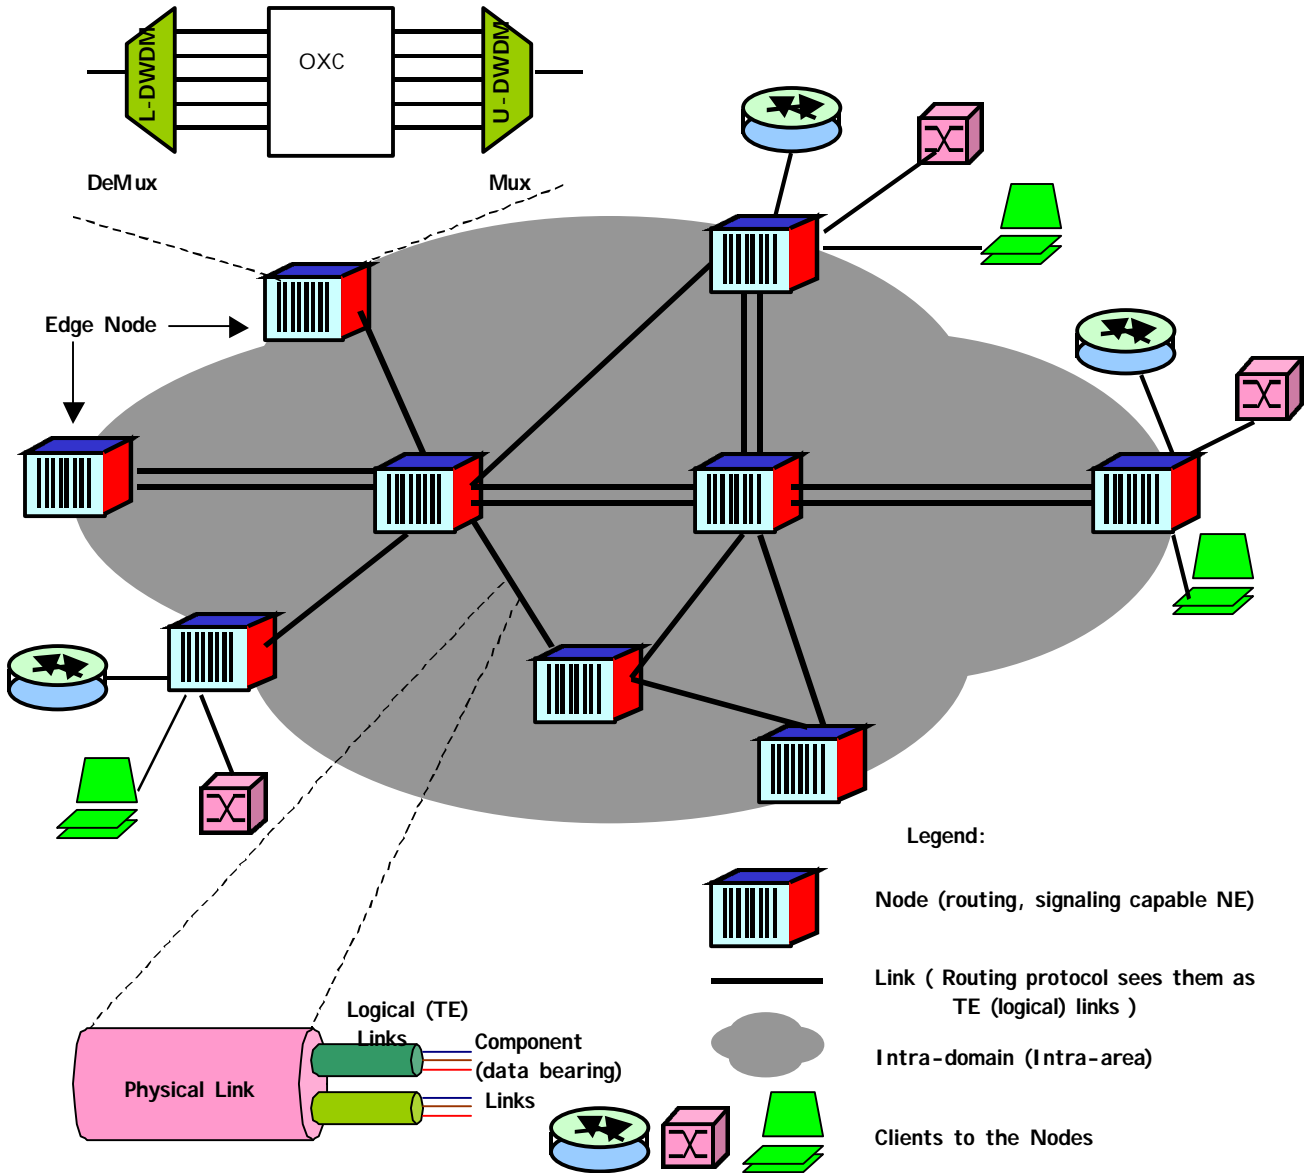 L-DWDM
OXC
U-DWDM
DeMux
Mux
Edge Node
Legend:
Node (routing, signaling capable NE)
Link ( Routing protocol sees them as
TE (logical) links )
Intra-domain (Intra-area)
Clients to the Nodes
Logical (TE)
Links
Component
(data bearing)
Links
Physical Link